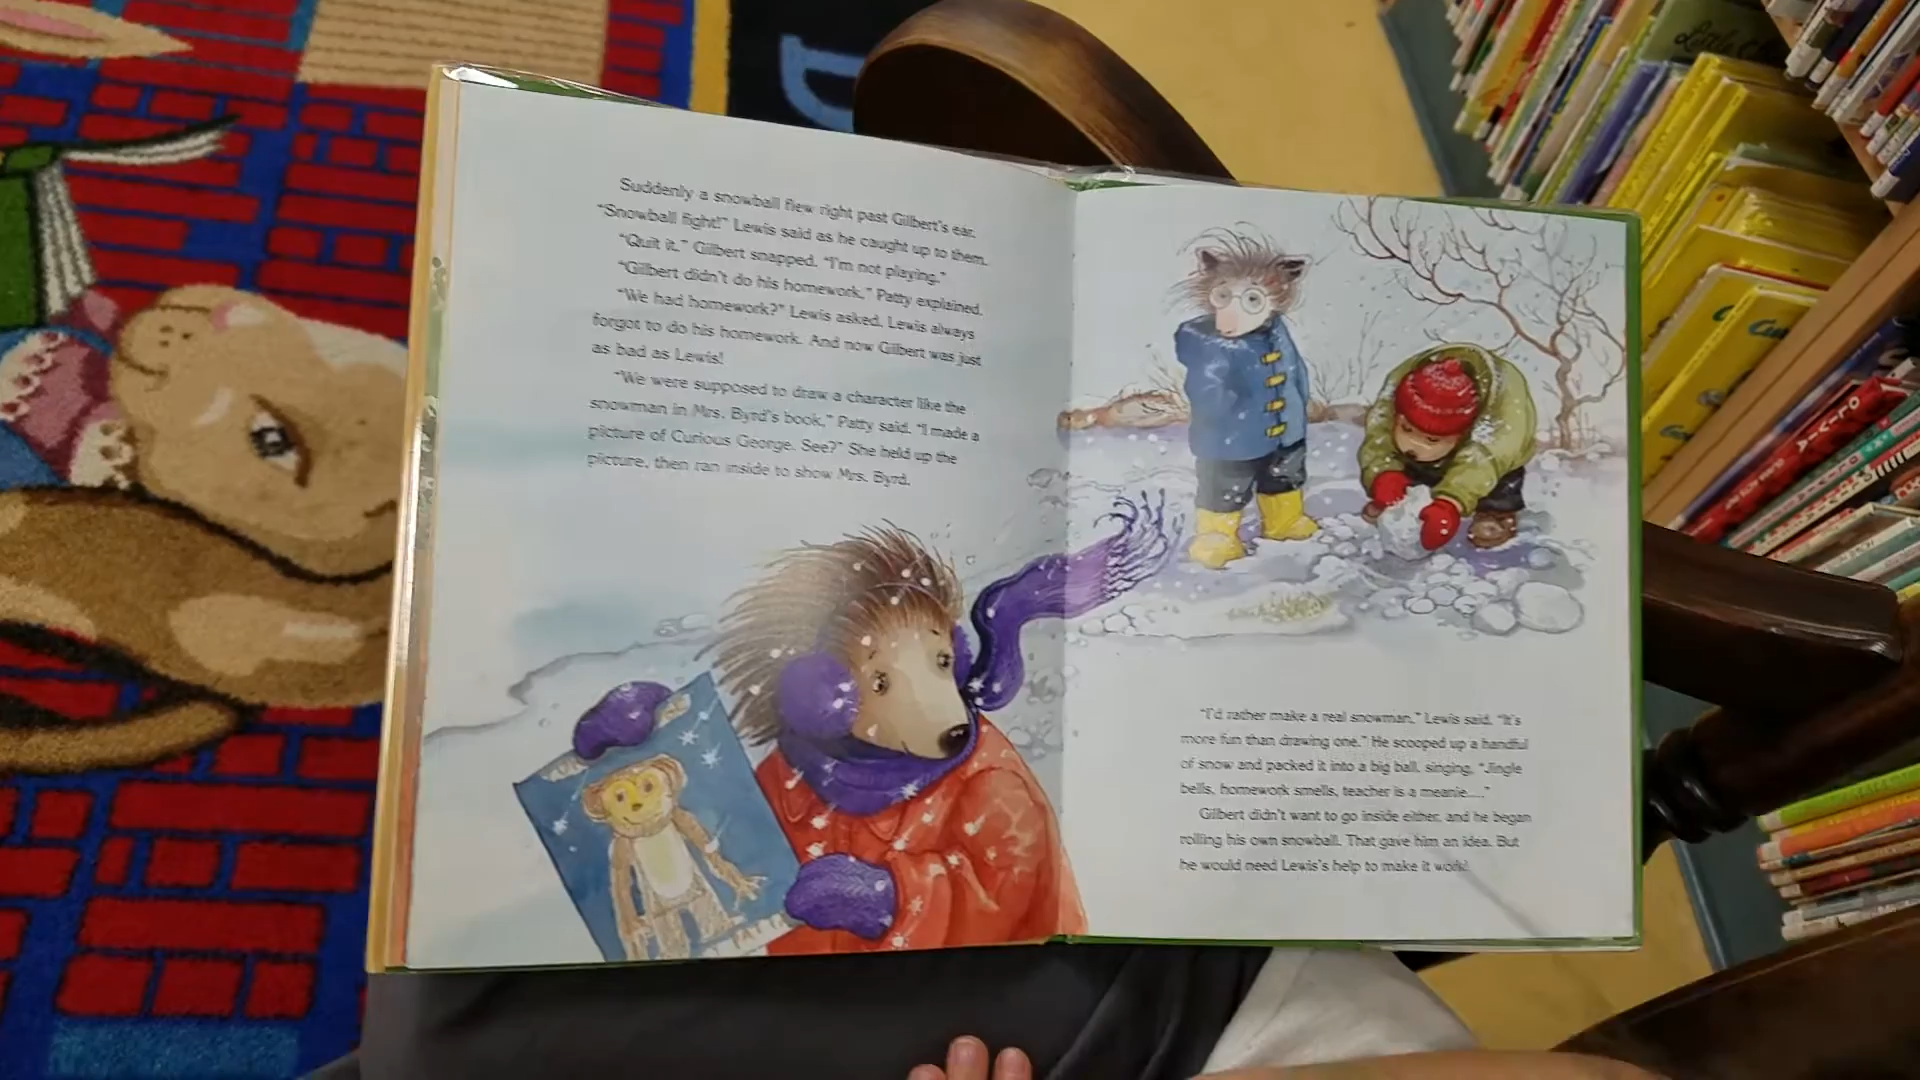 Suddenly a snowball flew right past Gilbert's ear.
"Snowball fight!" Lewis said as he caught up to them.
"Quit it," Gilbert snapped. "I'm not playing."
"Gilbert didn't do his homework," Patty explained.
"We had homework?" Lewis asked. Lewis always
forgot to do his homework. And now Gilbert was just
as bad as Lewis!
"We were supposed to draw a character like the
snowman in Mrs. Byrd's book," Patty said. "I made a
picture of Curious George. See?" She held up the
picture, then ran inside to show Mrs. Byrd.
PATTY
"I'd rather make a real snowman," Lewis said. "It's
more fun than drawing one." He scooped up a handful
of snow and packed it into a big ball, singing, "Jingle
bells, homework smells, teacher is a meanie...."
Gilbert didn't want to go inside either, and he began
rolling his own snowball. That gave him an idea. But
he would need Lewis's help to make it work!
D